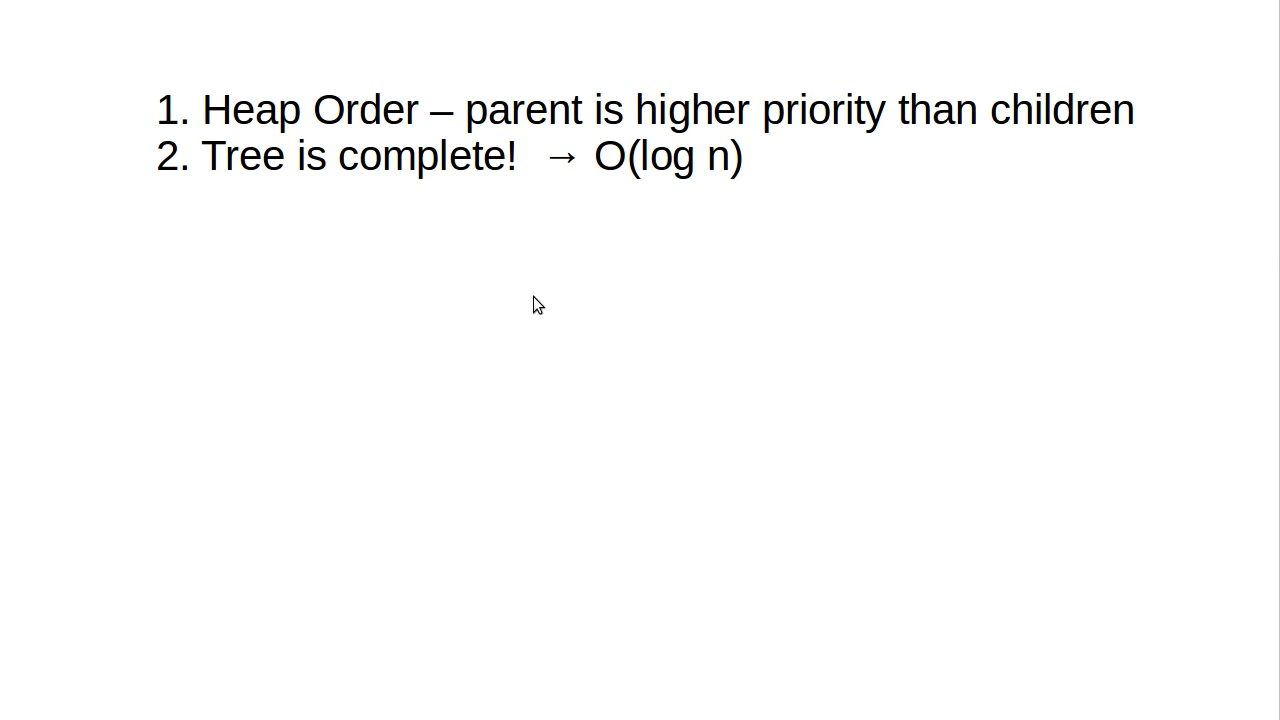 1. Heap Order – parent is higher priority than children
2. Tree is complete!  → O(log n)